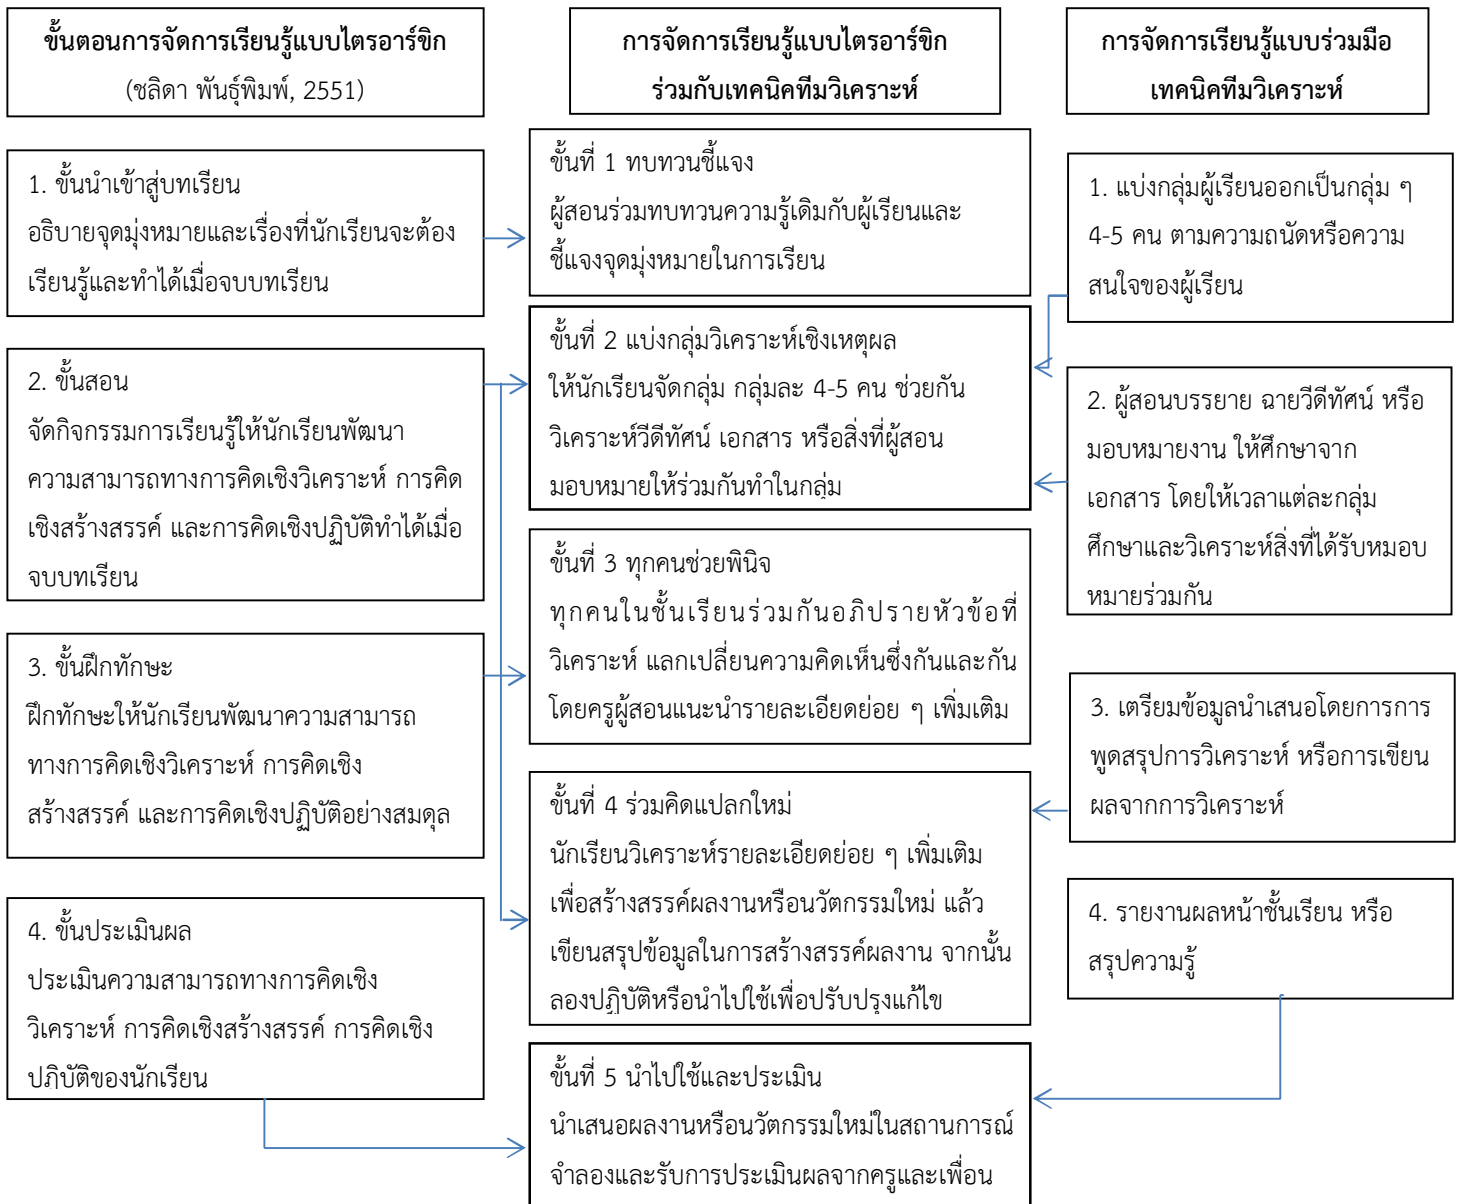 ขั้นตอนการจัดการเรียนรู้แบบไตรอาร์ขิก
(ชลิดา พันธุ์พิมพ์, 2551)
1. ขั้นนำเข้าสู่บทเรียน
อธิบายจุดมุ่งหมายและเรื่องที่นักเรียนจะต้อง
เรียนรู้และทำได้เมื่อจบบทเรียน
2. ขั้นสอน
จัดกิจกรรมการเรียนรู้ให้นักเรียนพัฒนา
ความสามารถทางการคิดเชิงวิเคราะห์ การคิด
เชิงสร้างสรรค์ และการคิดเชิงปฏิบัติทำได้เมื่อ
จบบทเรียน
3. ขั้นฝึกทักษะ
ฝึกทักษะให้นักเรียนพัฒนาความสามารถ
ทางการคิดเชิงวิเคราะห์ การคิดเชิง
สร้างสรรค์ และการคิดเชิงปฏิบัติอย่างสมดุล
4. ขั้นประเมินผล
ประเมินความสามารถทางการคิดเชิง
วิเคราะห์ การคิดเชิงสร้างสรรค์ การคิดเชิง
ปฏิบัติของนักเรียน
การจัดการเรียนรู้แบบไตรอาร์ขิก
ร่วมกับเทคนิคทีมวิเคราะห์
ขั้นที่ 1 ทบทวนชี้แจง
ผู้สอนร่วมทบทวนความรู้เดิมกับผู้เรียนและ
ชี้แจงจุดมุ่งหมายในการเรียน
ขั้นที่ 2 แบ่งกลุ่มวิเคราะห์เชิงเหตุผล
ให้นักเรียนจัดกลุ่ม กลุ่มละ 4-5 คน ช่วยกัน
วิเคราะห์วีดีทัศน์ เอกสาร หรือสิ่งที่ผู้สอน
มอบหมายให้ร่วมกันทำในกลุ่ม
ขั้นที่ 3 ทุกคนช่วยพินิจ
ทุกคนในชั้นเรียนร่วมกันอภิปรายหัวข้อที่
วิเคราะห์ แลกเปลี่ยนความคิดเห็นซึ่งกันและกัน
โดยครูผู้สอนแนะนำรายละเอียดย่อย ๆ เพิ่มเติม
ขั้นที่ 4 ร่วมคิดแปลกใหม่
นักเรียนวิเคราะห์รายละเอียดย่อย ๆ เพิ่มเติม
เพื่อสร้างสรรค์ผลงานหรือนวัตกรรมใหม่ แล้ว
เขียนสรุปข้อมูลในการสร้างสรรค์ผลงาน จากนั้น
ลองปฏิบัติหรือนำไปใช้เพื่อปรับปรุงแก้ไข
ขั้นที่ 5 นำไปใช้และประเมิน
นำเสนอผลงานหรือนวัตกรรมใหม่ในสถานการณ์
จำลองและรับการประเมินผลจากครูและเพื่อน
การจัดการเรียนรู้แบบร่วมมือ
เทคนิคทีมวิเคราะห์
1. แบ่งกลุ่มผู้เรียนออกเป็นกลุ่ม ๆ
4-5 คน ตามความถนัดหรือความ
สนใจของผู้เรียน
2. ผู้สอนบรรยาย ฉายวีดีทัศน์ หรือ
มอบหมายงาน ให้ศึกษาจาก
เอกสาร โดยให้เวลาแต่ละกลุ่ม
ศึกษาและวิเคราะห์สิ่งที่ได้รับหมอบ
หมายร่วมกัน
3. เตรียมข้อมูลนำเสนอโดยการการ
พูดสรุปการวิเคราะห์ หรือการเขียน
ผลจากการวิเคราะห์
4. รายงานผลหน้าชั้นเรียน หรือ
สรุปความรู้